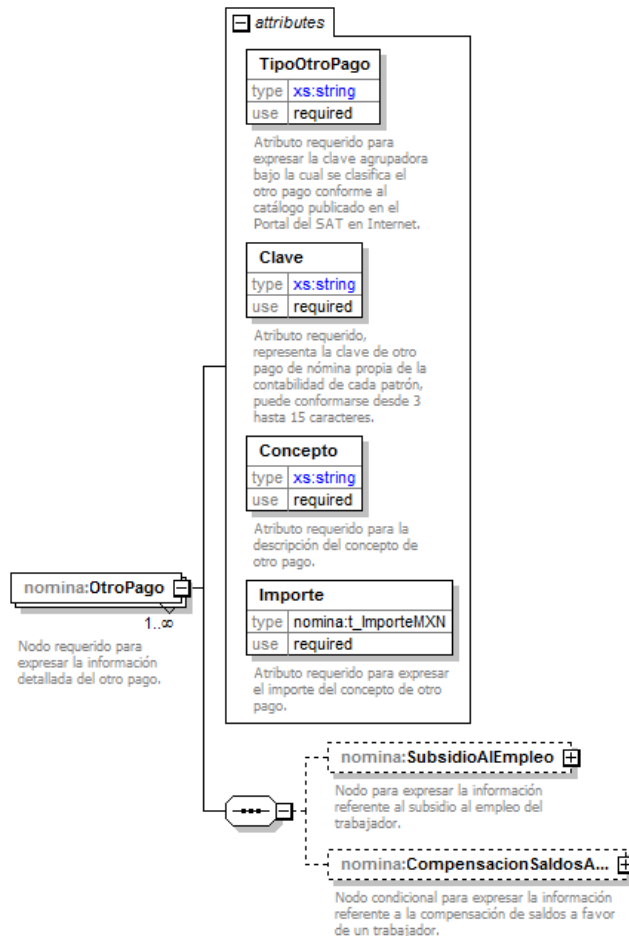 attributes
TipoOtroPago
type xs:string
use required
Atributo requerido para
expresar la clave agrupadora
bajo la cual se clasifica el
otro pago conforme al
catálogo publicado en el
Portal del SAT en Internet.
Clave
type xs:string
use required
Atributo requerido,
representa la clave de otro
pago de nómina propia de la
contabilidad de cada patrón,
puede conformarse desde 3
hasta 15 caracteres.
Concepto
type xs:string
use required
Atributo requerido para la
descripción del concepto de
otro pago.
Importe
type nomina:t_ImporteMXN
use required
Atributo requerido para expresar
el importe del concepto de otro
pago.
nomina:OtroPago
1..∞
Nodo requerido para
expresar la información
detallada del otro pago.
nomina:SubsidioAlEmpleo
Nodo para expresar la información
referente al subsidio al empleo del
trabajador.
nomina:CompensacionSaldosA...
Nodo condicional para expresar la información
referente a la compensación de saldos a favor
de un trabajador.